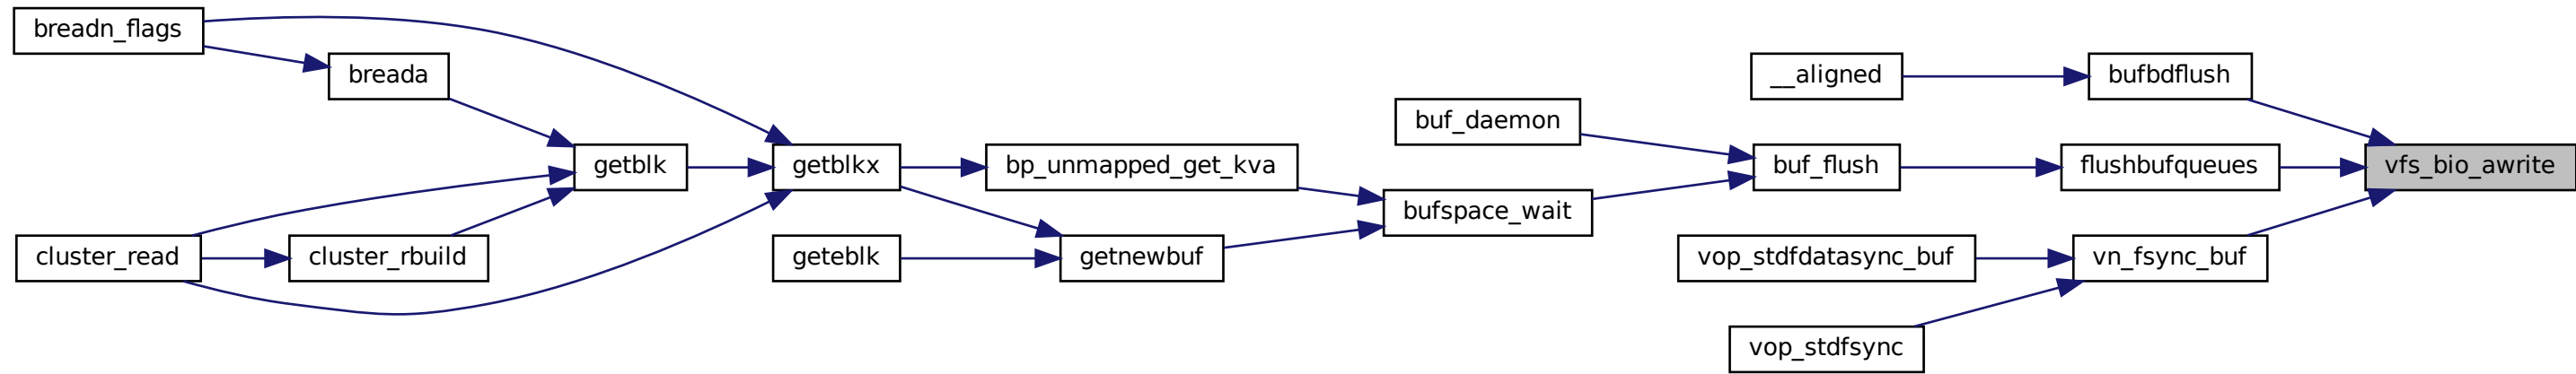 breadn_flags
breada
__aligned
bufbdflush
buf_daemon
getblk
getblkx
bp_unmapped_get_kva
buf_flush
flushbufqueues
vfs_bio_awrite
bufspace_wait
cluster_read
cluster_rbuild
geteblk
getnewbuf
vop_stdfdatasync_buf
vn_fsync_buf
vop_stdfsync